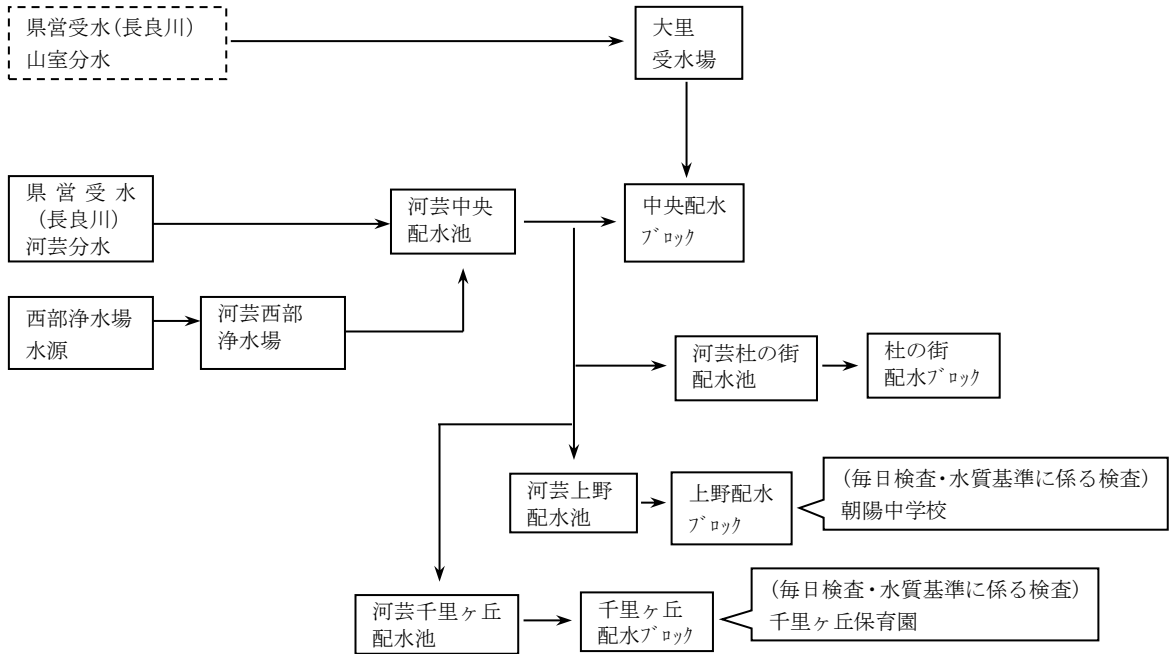 県営受水(長良川)
山室分水
大里
受水場
県営受水
(長良川)
河芸分水
河芸中央
配水池
中央配水
ﾌﾞﾛｯｸ
西部浄水場
水源
河芸西部
浄水場
河芸杜の街
配水池
杜の街
配水ﾌﾞﾛｯｸ
河芸上野
配水池
上野配水
ﾌﾞﾛｯｸ
(毎日検査・水質基準に係る検査)
朝陽中学校
河芸千里ヶ丘
配水池
千里ヶ丘
配水ﾌﾞﾛｯｸ
(毎日検査・水質基準に係る検査)
千里ヶ丘保育園